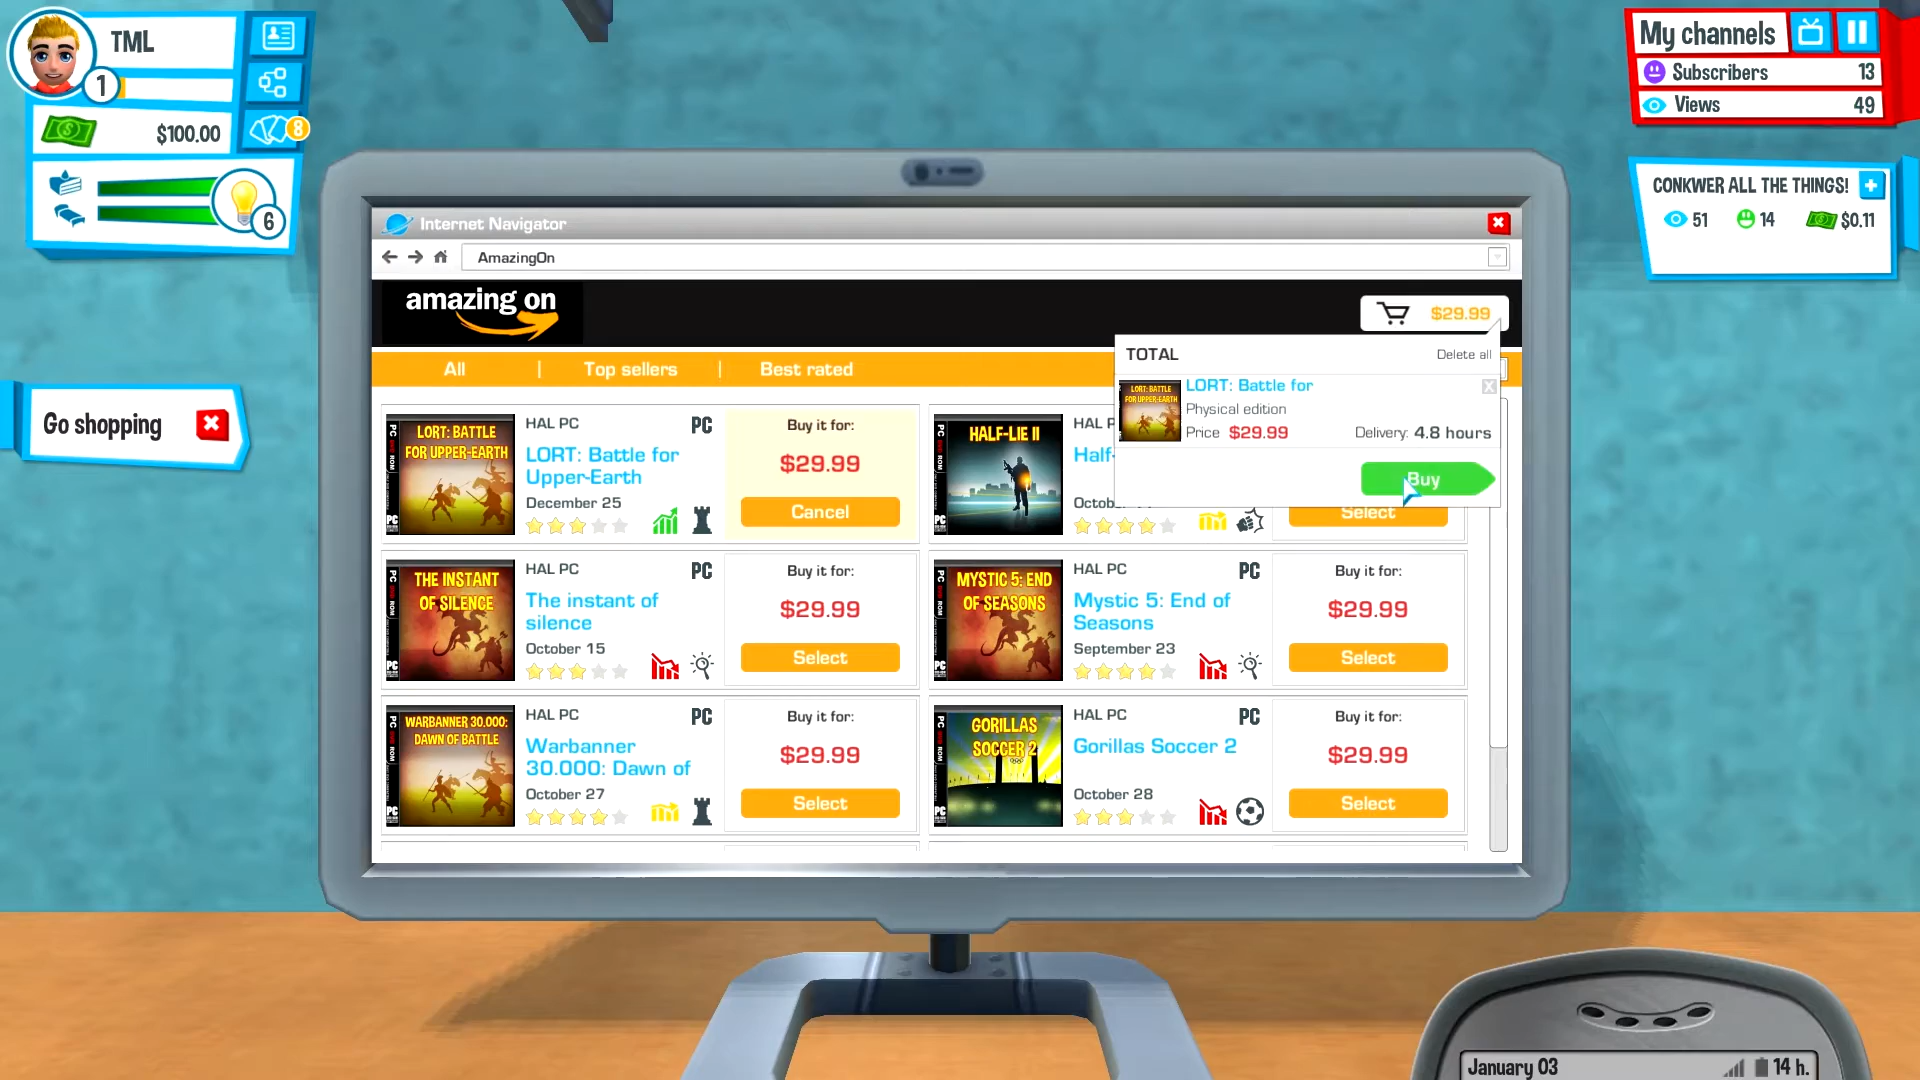 TML
1
$100.00
8
6
My channels
Subscribers 13
Views 49
CONKWER ALL THE THINGS!
51 14 $0.11
Go shopping
Internet Navigator
AmazingOn
amazing on
$29.99
All | Top sellers | Best rated
TOTAL Delete all
LORT: Battle for
Physical edition
Price $29.99 Delivery: 4.8 hours
Buy
LORT: BATTLE
FOR UPPER-EARTH
HAL PC PC
LORT: Battle for
Upper-Earth
December 25
Buy it for:
$29.99
Cancel
HALF-LIE II
HAL P
Half-
Octob
Select
THE INSTANT
OF SILENCE
HAL PC PC
The instant of
silence
October 15
Buy it for:
$29.99
Select
MYSTIC 5: END
OF SEASONS
HAL PC PC
Mystic 5: End of
Seasons
September 23
Buy it for:
$29.99
Select
WARBANNER 30.000:
DAWN OF BATTLE
HAL PC PC
Warbanner
30.000: Dawn of
October 27
Buy it for:
$29.99
Select
GORILLAS
SOCCER 2
HAL PC PC
Gorillas Soccer 2
October 28
Buy it for:
$29.99
Select
January 03 14 h.